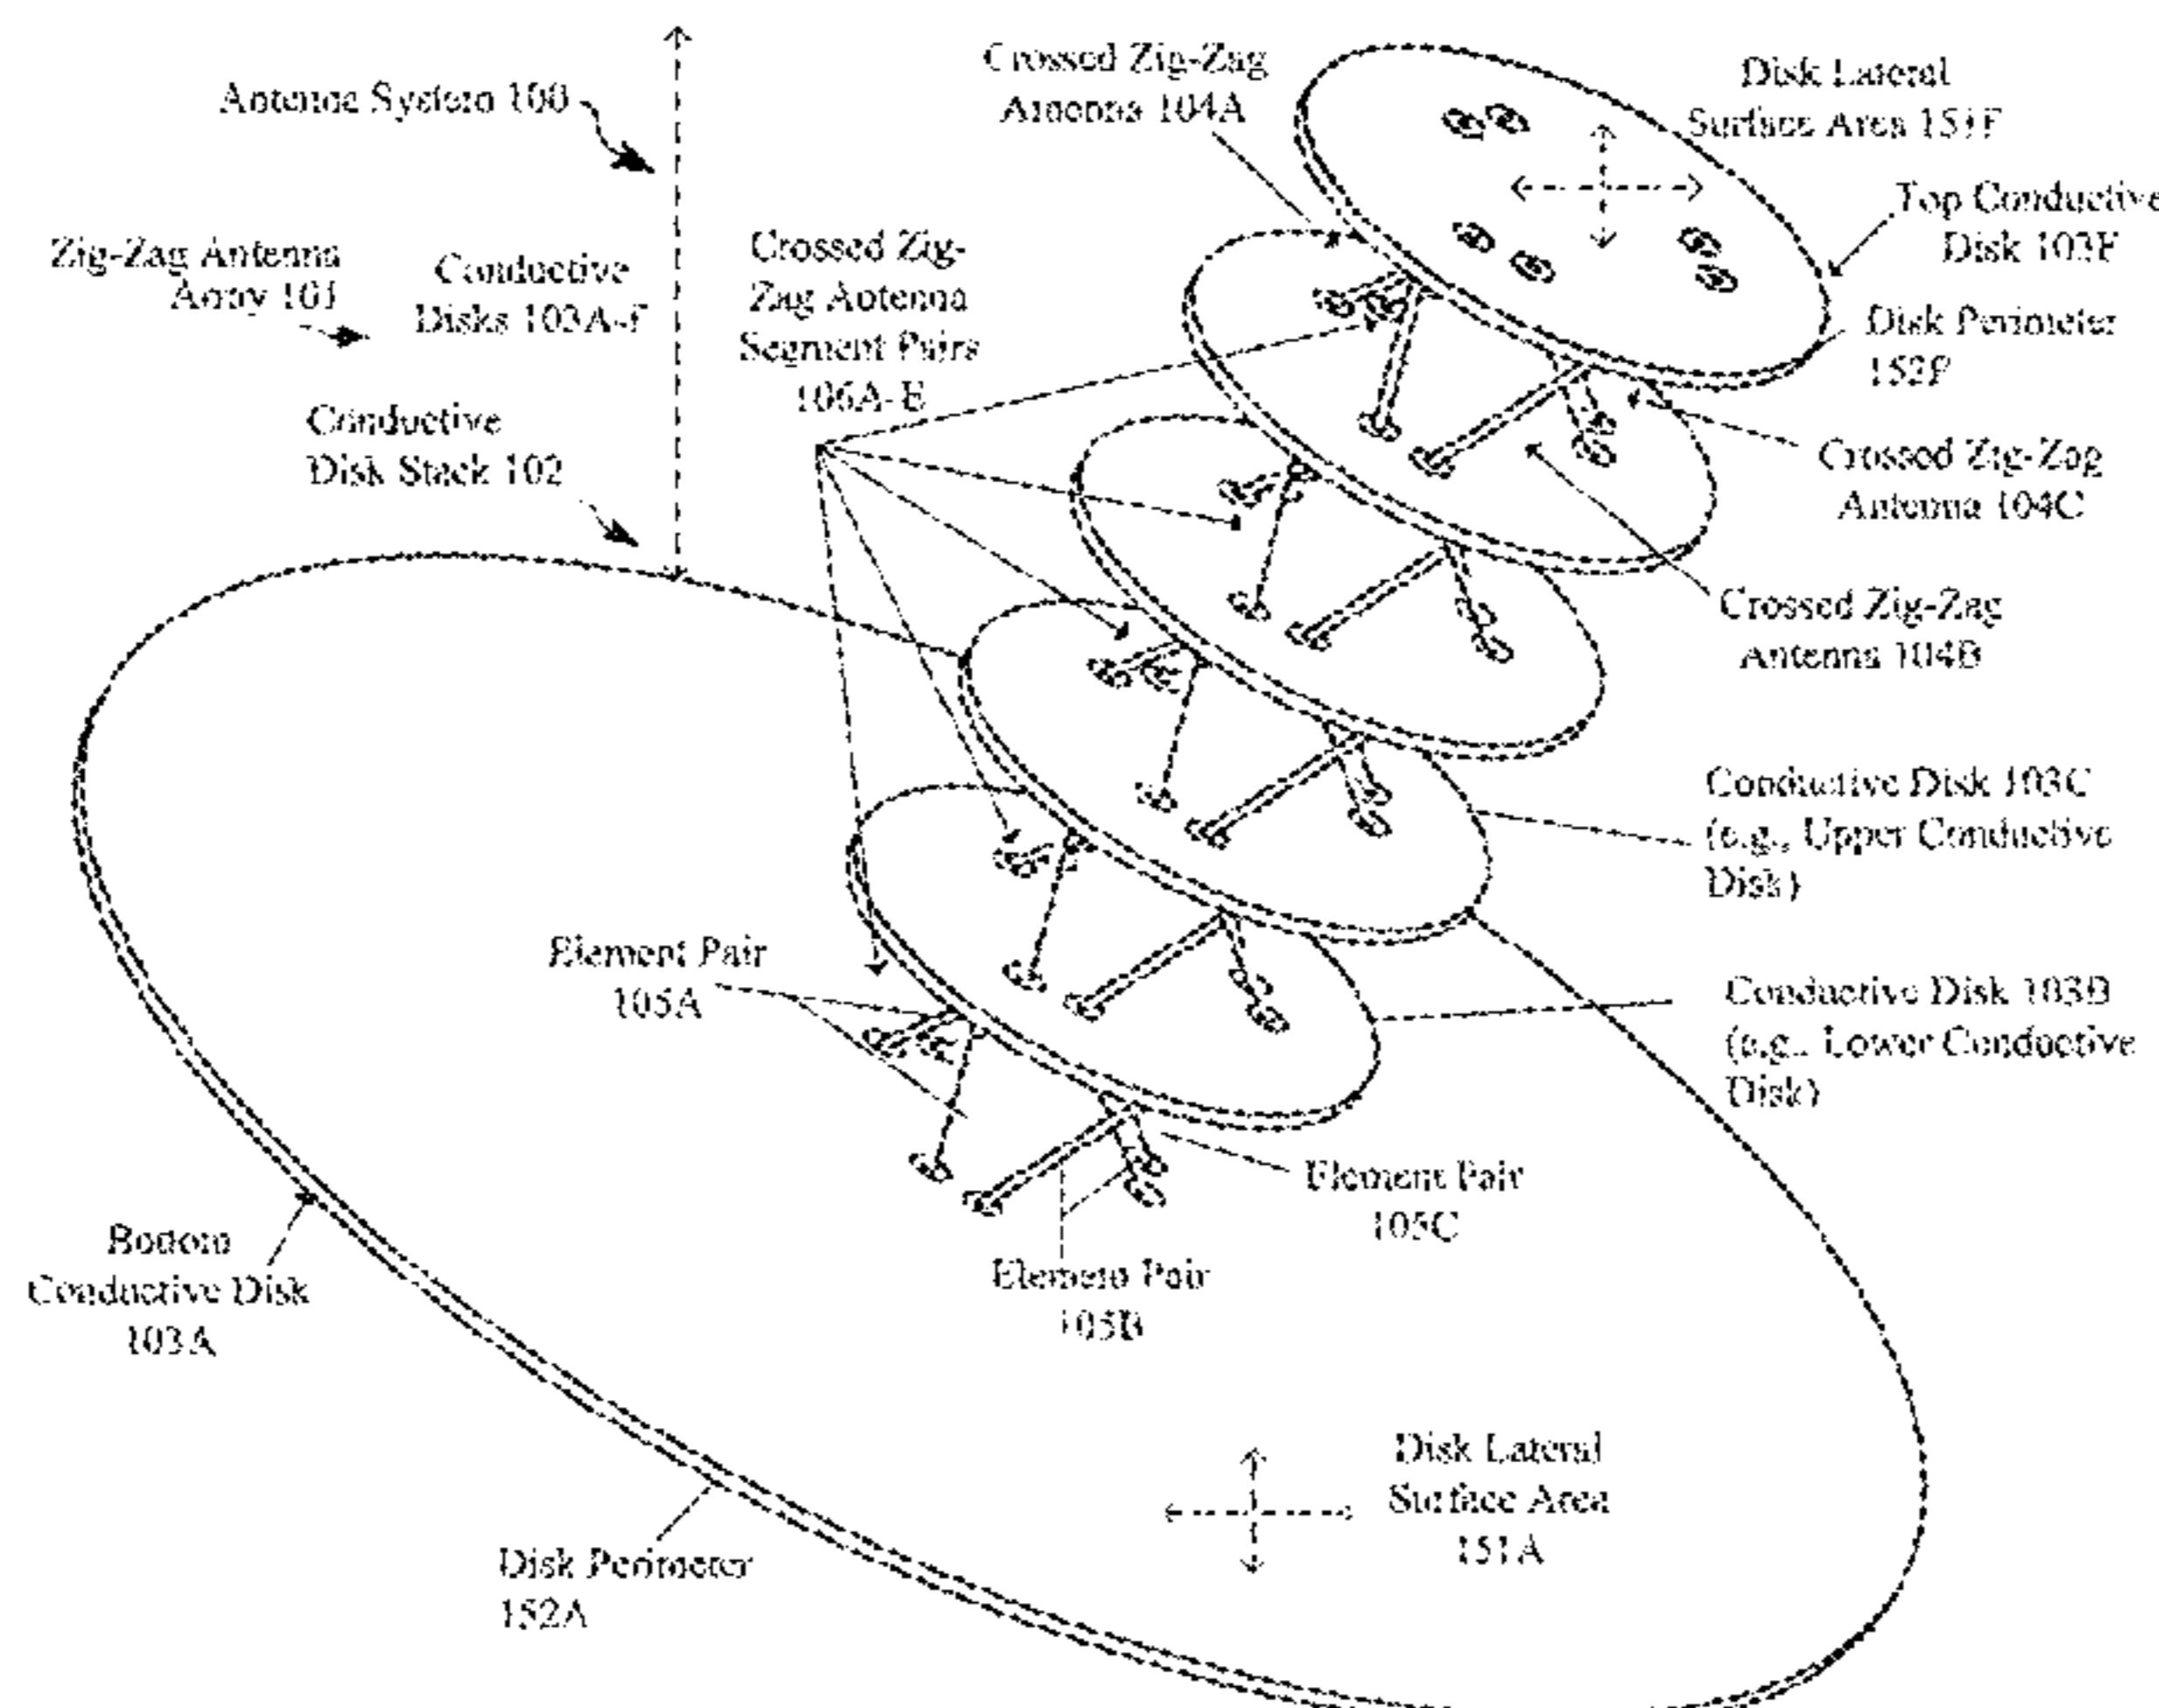 Antenna System 100
Zig-Zag Antenna
Array 101
Conductive
Disks 103A-F
Conductive
Disk Stack 102
Crossed Zig-
Zag Antenna
Segment Pairs
106A-E
Crossed Zig-Zag
Antenna 104A
Disk Lateral
Surface Area 151F
Top Conductive
Disk 103F
Disk Perimeter
152F
Crossed Zig-Zag
Antenna 104C
Crossed Zig-Zag
Antenna 104B
Conductive Disk 103C
(e.g., Upper Conductive
Disk)
Conductive Disk 103B
(e.g., Lower Conductive
Disk)
Element Pair
105A
Element Pair
105C
Element Pair
105B
Bottom
Conductive Disk
103A
Disk Perimeter
152A
Disk Lateral
Surface Area
151A